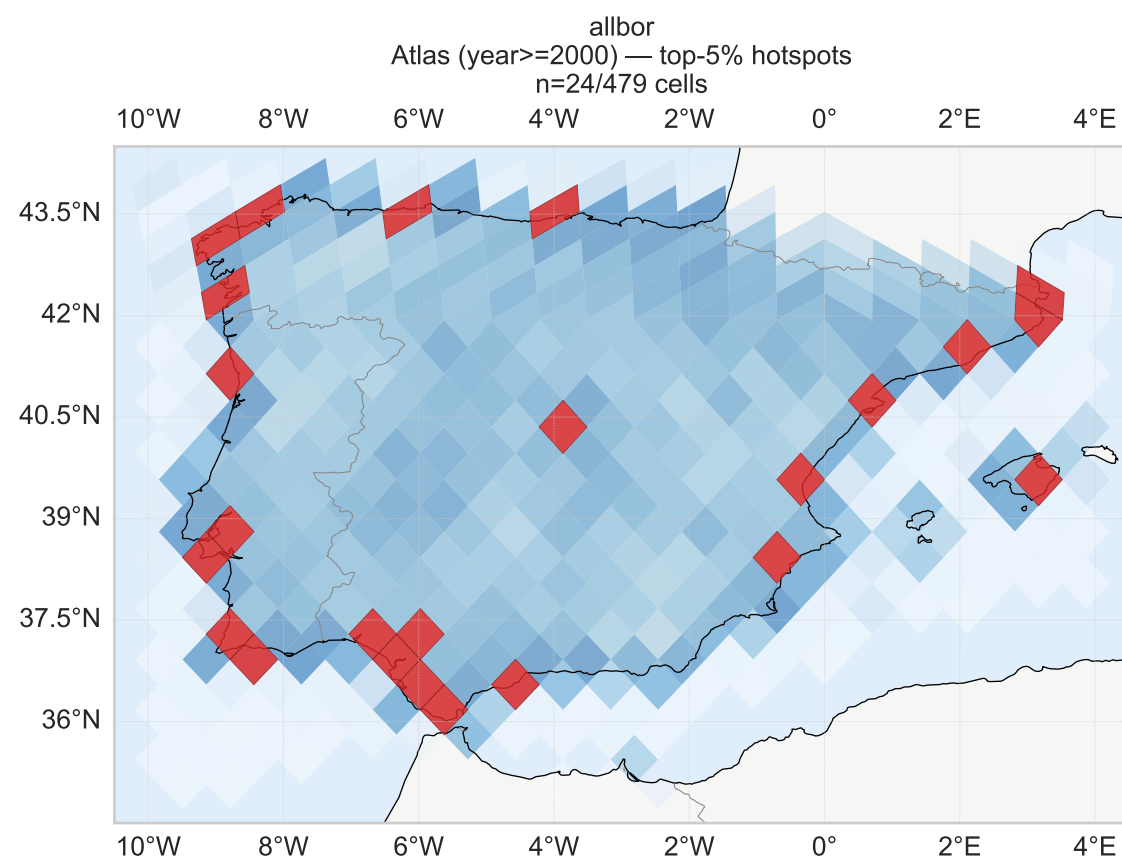 allbor
Atlas (year>=2000) — top-5% hotspots
n=24/479 cells
10°W 8°W 6°W 4°W 2°W 0° 2°E 4°E
43.5°N
42°N
40.5°N
39°N
37.5°N
36°N
10°W 8°W 6°W 4°W 2°W 0° 2°E 4°E